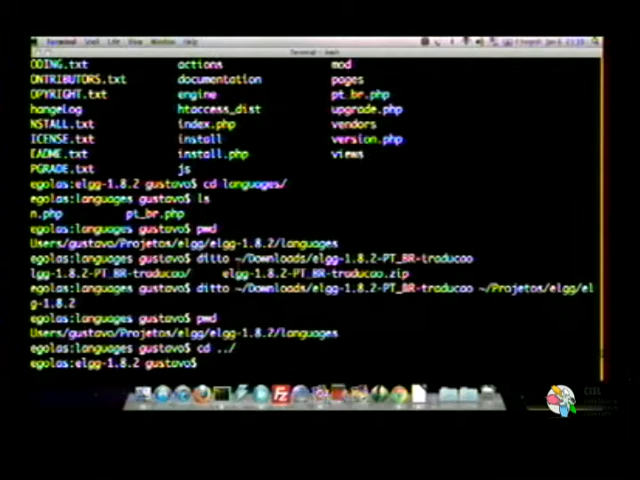 Terminal
ODING.txt actions mod
ONTRIBUTORS.txt documentation pages
OPYRIGHT.txt engine pt_br.php
hangelog htaccess_dist upgrade.php
NSTALL.txt index.php vendors
ICENSE.txt install version.php
EADME.txt install.php views
PGRADE.txt js
egolas:elgg-1.8.2 gustavo$ cd languages/
egolas:languages gustavo$ ls
n.php pt_br.php
egolas:languages gustavo$ pwd
Users/gustavo/Projetos/elgg/elgg-1.8.2/languages
egolas:languages gustavo$ ditto ~/Downloads/elgg-1.8.2-PT_BR-traducao
lgg-1.8.2-PT_BR-traducao/ elgg-1.8.2-PT_BR-traducao.zip
egolas:languages gustavo$ ditto ~/Downloads/elgg-1.8.2-PT_BR-traducao ~/Projetos/elgg/el
g-1.8.2
egolas:languages gustavo$ pwd
Users/gustavo/Projetos/elgg/elgg-1.8.2/languages
egolas:languages gustavo$ cd ../
egolas:elgg-1.8.2 gustavo$
Fz